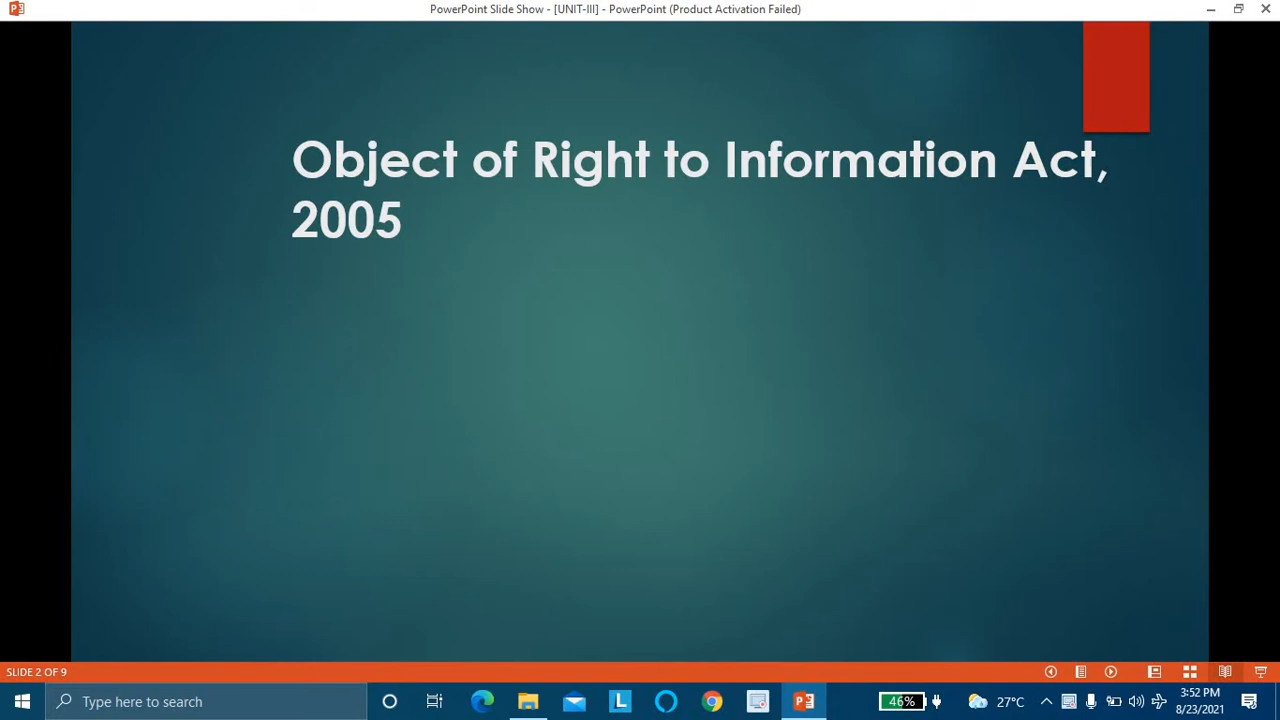 PowerPoint Slide Show - [UNIT-III] - PowerPoint (Product Activation Failed)
Object of Right to Information Act,
2005
SLIDE 2 OF 9
Type here to search
L
46%
27°C
3:52 PM
8/23/2021